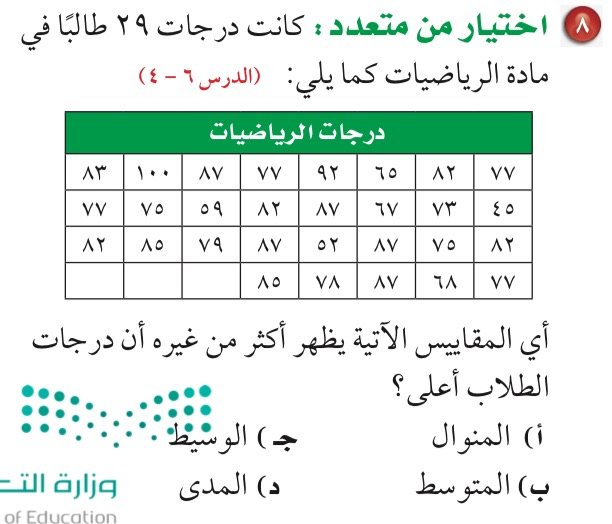 ٨ اختيار من متعدد : كانت درجات ٢٩ طالبًا في
مادة الرياضيات كما يلي: (الدرس ٦ – ٤)
درجات الرياضيات
٧٧ ٨٢ ٦٥ ٩٢ ٧٧ ٨٧ ١٠٠ ٨٣
٤٥ ٧٣ ٦٧ ٨٧ ٨٢ ٥٩ ٧٥ ٧٧
٨٢ ٧٥ ٨٧ ٥٢ ٨٧ ٧٩ ٨٥ ٨٢
٧٧ ٦٨ ٨٧ ٧٨ ٨٥
أي المقاييس الآتية يظهر أكثر من غيره أن درجات
الطلاب أعلى؟
أ) المنوال جـ) الوسيط
ب) المتوسط د) المدى
وزارة التـعـ
of Education